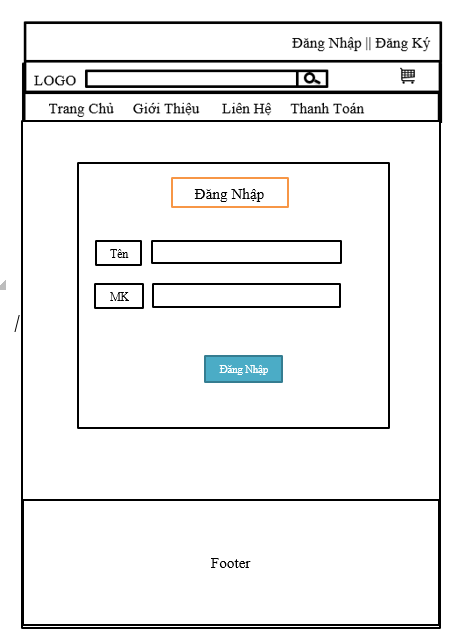 Đăng Nhập || Đăng Ký
LOGO
Trang Chủ Giới Thiệu Liên Hệ Thanh Toán
Đăng Nhập
Tên
MK
/
Đăng Nhập
Footer